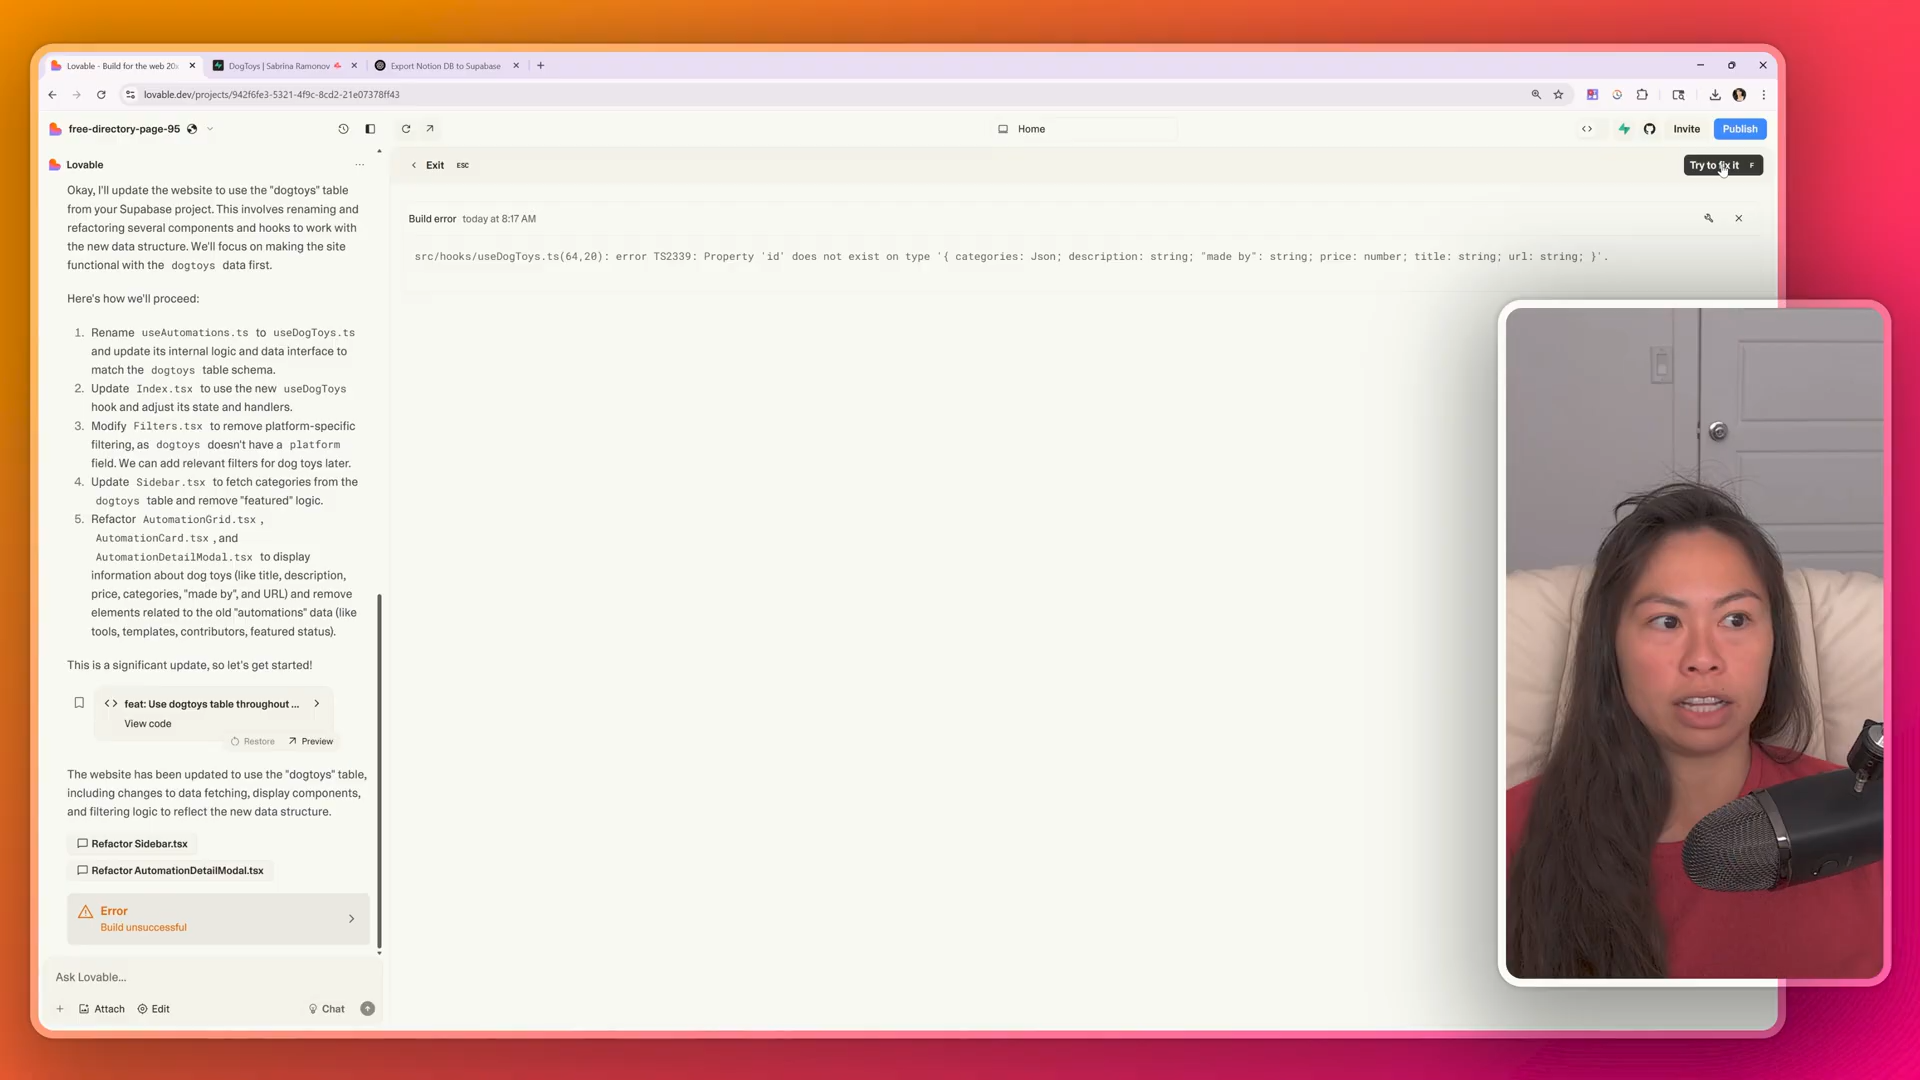 Lovable - Build for the web 20x
DogToys | Sabrina Ramonov
Export Notion DB to Supabase
lovable.dev/projects/942f6fe3-5321-4f9c-8cd2-21e07378ff43
free-directory-page-95
Home
Invite
Publish
Lovable
Exit ESC
Try to fix it F
Okay, I'll update the website to use the "dogtoys" table
from your Supabase project. This involves renaming and
refactoring several components and hooks to work with
the new data structure. We'll focus on making the site
functional with the dogtoys data first.
Here's how we'll proceed:
1. Rename useAutomations.ts to useDogToys.ts
and update its internal logic and data interface to
match the dogtoys table schema.
2. Update Index.tsx to use the new useDogToys
hook and adjust its state and handlers.
3. Modify Filters.tsx to remove platform-specific
filtering, as dogtoys doesn't have a platform
field. We can add relevant filters for dog toys later.
4. Update Sidebar.tsx to fetch categories from the
dogtoys table and remove "featured" logic.
5. Refactor AutomationGrid.tsx ,
AutomationCard.tsx , and
AutomationDetailModal.tsx to display
information about dog toys (like title, description,
price, categories, "made by", and URL) and remove
elements related to the old "automations" data (like
tools, templates, contributors, featured status).
This is a significant update, so let's get started!
feat: Use dogtoys table throughout ...
View code
Restore Preview
The website has been updated to use the "dogtoys" table,
including changes to data fetching, display components,
and filtering logic to reflect the new data structure.
Refactor Sidebar.tsx
Refactor AutomationDetailModal.tsx
Error
Build unsuccessful
Ask Lovable...
Attach Edit Chat
Build error today at 8:17 AM
src/hooks/useDogToys.ts(64,20): error TS2339: Property 'id' does not exist on type '{ categories: Json; description: string; "made by": string; price: number; title: string; url: string; }'.